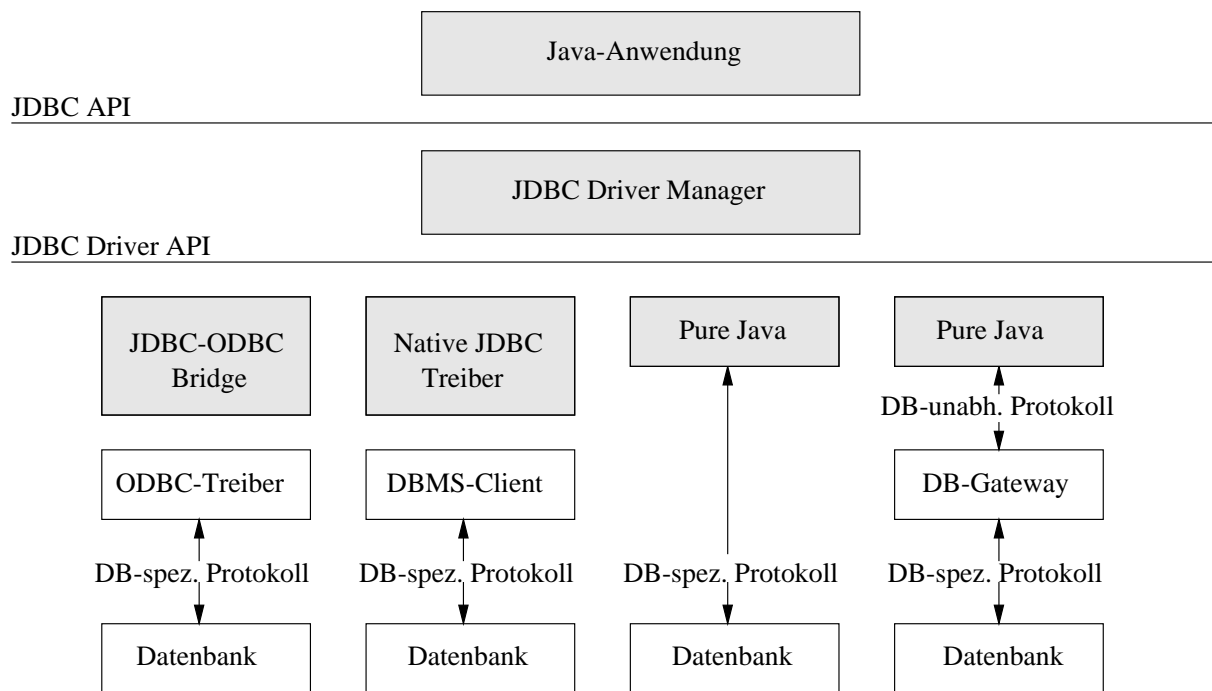 Java-Anwendung
JDBC API
JDBC Driver Manager
JDBC Driver API
JDBC-ODBC
Bridge
Native JDBC
Treiber
Pure Java
Pure Java
DB-unabh. Protokoll
ODBC-Treiber
DBMS-Client
DB-Gateway
DB-spez. Protokoll
DB-spez. Protokoll
DB-spez. Protokoll
DB-spez. Protokoll
Datenbank
Datenbank
Datenbank
Datenbank